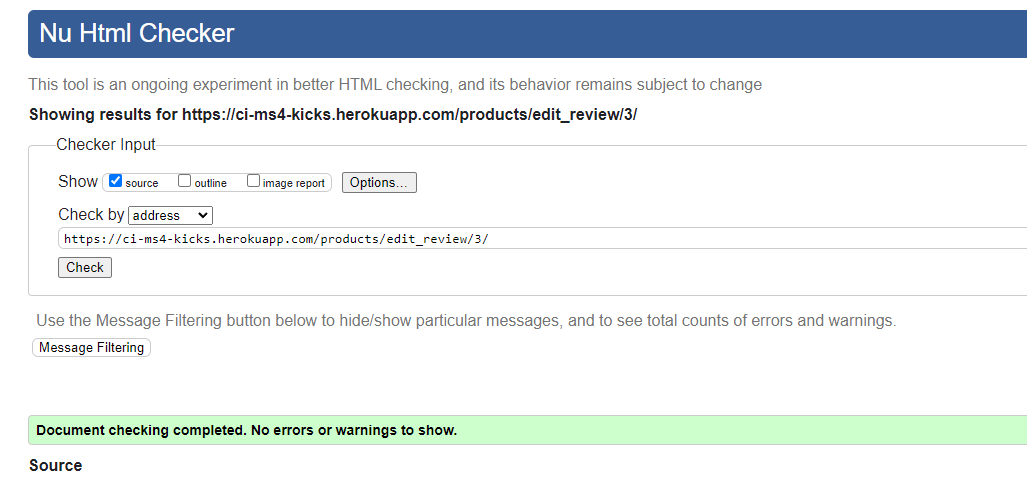 Nu Html Checker
This tool is an ongoing experiment in better HTML checking, and its behavior remains subject to change
Showing results for https://ci-ms4-kicks.herokuapp.com/products/edit_review/3/
Checker Input
Show source outline image report Options...
Check by address
https://ci-ms4-kicks.herokuapp.com/products/edit_review/3/
Check
Use the Message Filtering button below to hide/show particular messages, and to see total counts of errors and warnings.
Message Filtering
Document checking completed. No errors or warnings to show.
Source